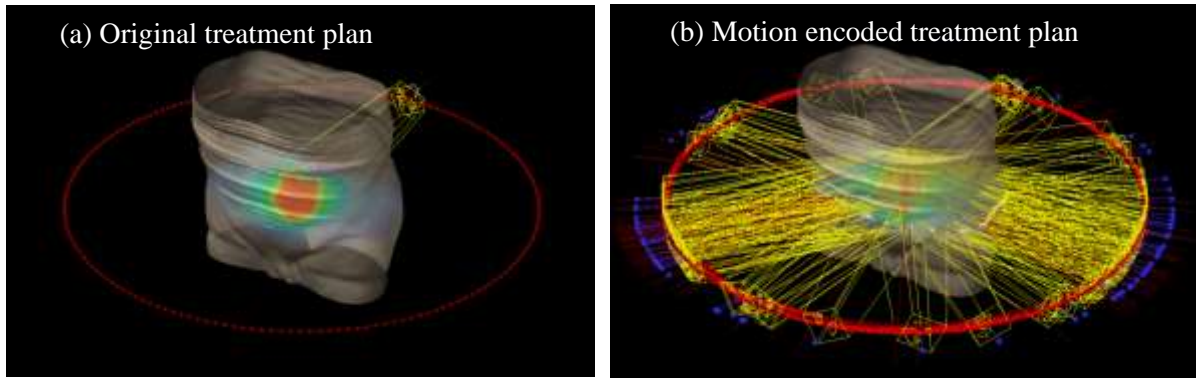 (a) Original treatment plan
(b) Motion encoded treatment plan